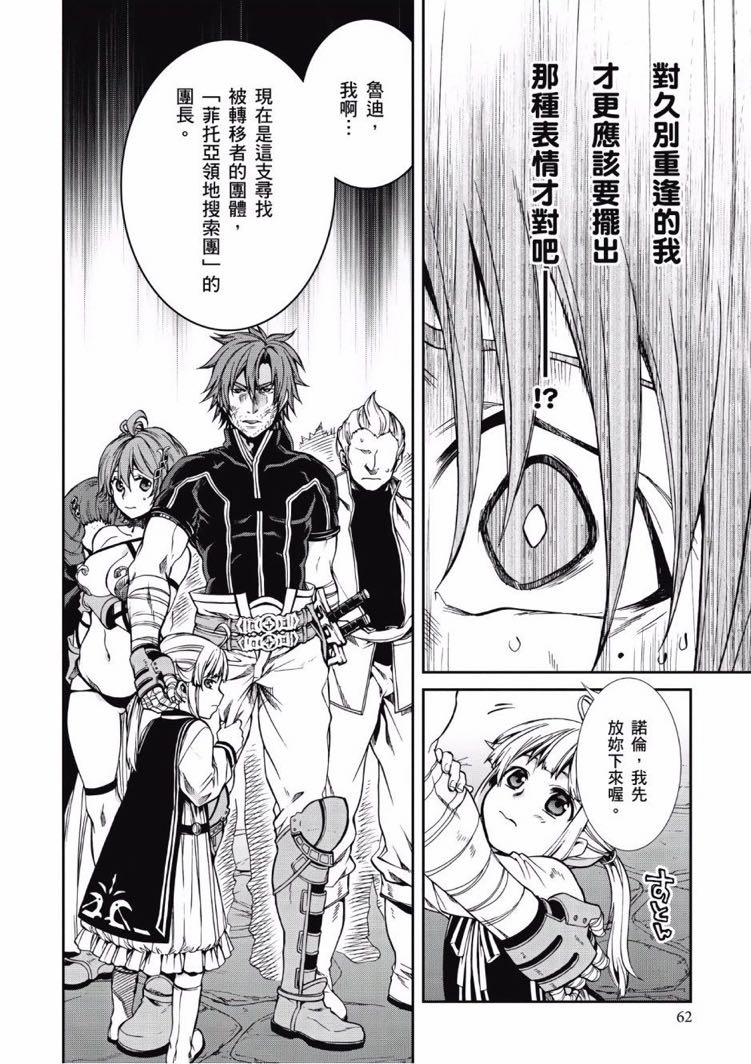 對久別重逢的我
才更應該要擺出
那種表情才對吧——
!?
諾倫，我先
放妳下來喔。
すとん
魯迪，
我啊…
現在是這支尋找
被轉移者的團體，
「菲托亞領地搜索團」的
團長。
62